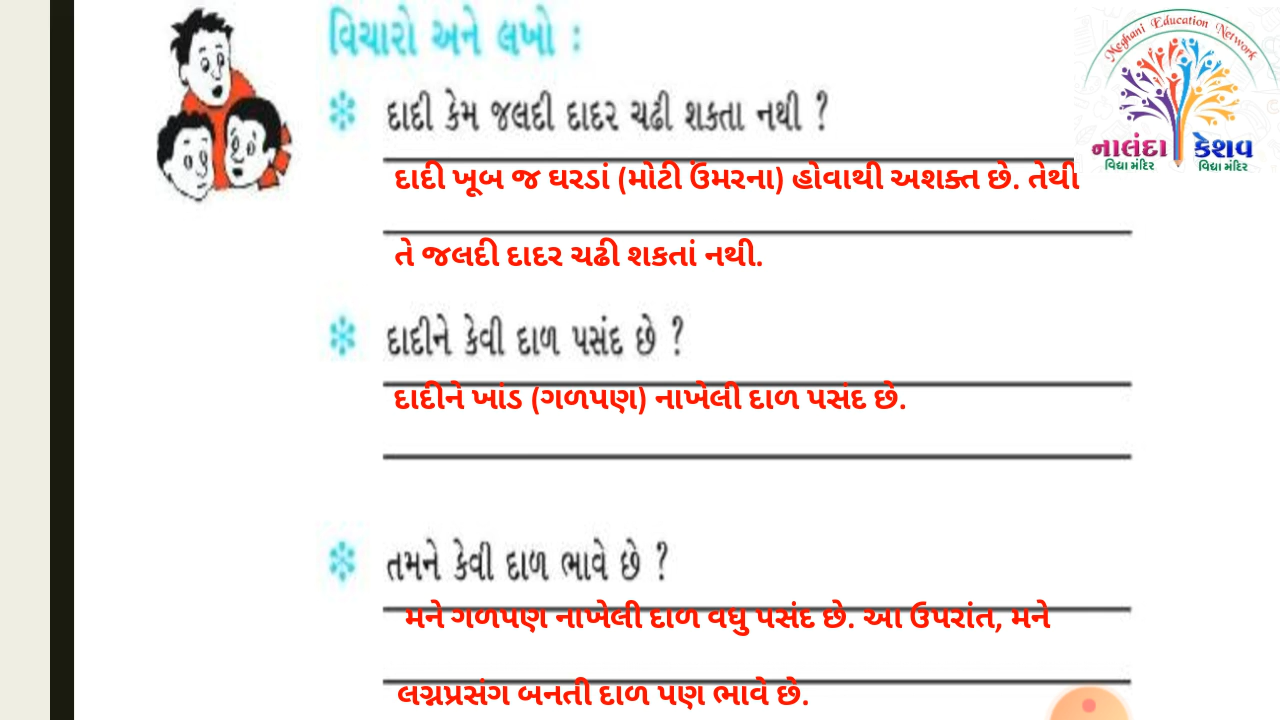 વિચારો અને લખો :
Meghani Education Network
નાલંદા કેશવ
વિદ્યા મંદિર વિદ્યા મંદિર
દાદી કેમ જલદી દાદર ચઢી શકતા નથી ?
દાદી ખૂબ જ ઘરડાં (મોટી ઉંમરના) હોવાથી અશક્ત છે. તેથી
તે જલદી દાદર ચઢી શકતાં નથી.
દાદીને કેવી દાળ પસંદ છે ?
દાદીને ખાંડ (ગળપણ) નાખેલી દાળ પસંદ છે.
તમને કેવી દાળ ભાવે છે ?
મને ગળપણ નાખેલી દાળ વધુ પસંદ છે. આ ઉપરાંત, મને
લગ્નપ્રસંગ બનતી દાળ પણ ભાવે છે.